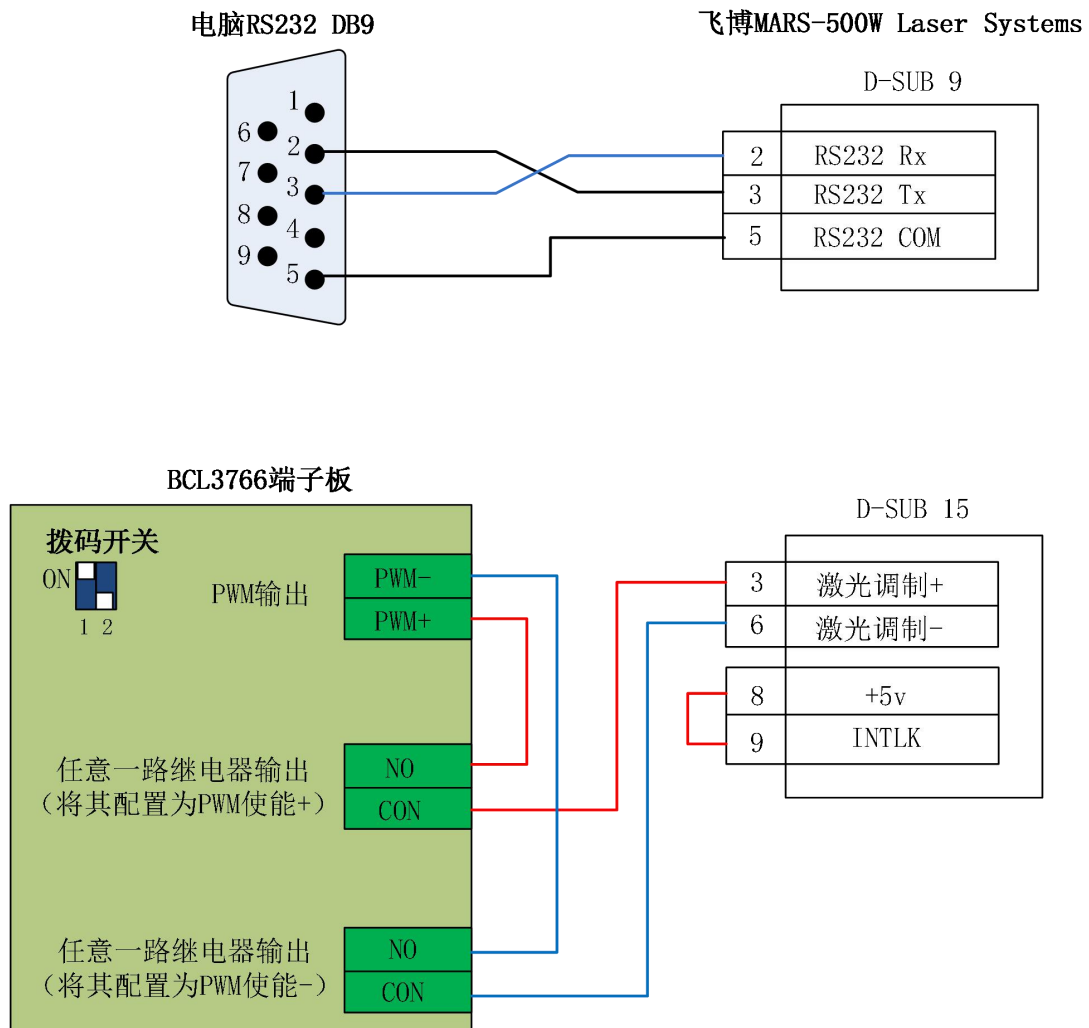 电脑RS232 DB9
飞博MARS-500W Laser Systems
D-SUB 9
1
6
2
7
3
8
4
9
5
2 RS232 Rx
3 RS232 Tx
5 RS232 COM
BCL3766端子板
拨码开关
ON
1 2
PWM输出
PWM-
PWM+
任意一路继电器输出
（将其配置为PWM使能+）
NO
CON
任意一路继电器输出
（将其配置为PWM使能-）
NO
CON
D-SUB 15
3 激光调制+
6 激光调制-
8 +5v
9 INTLK